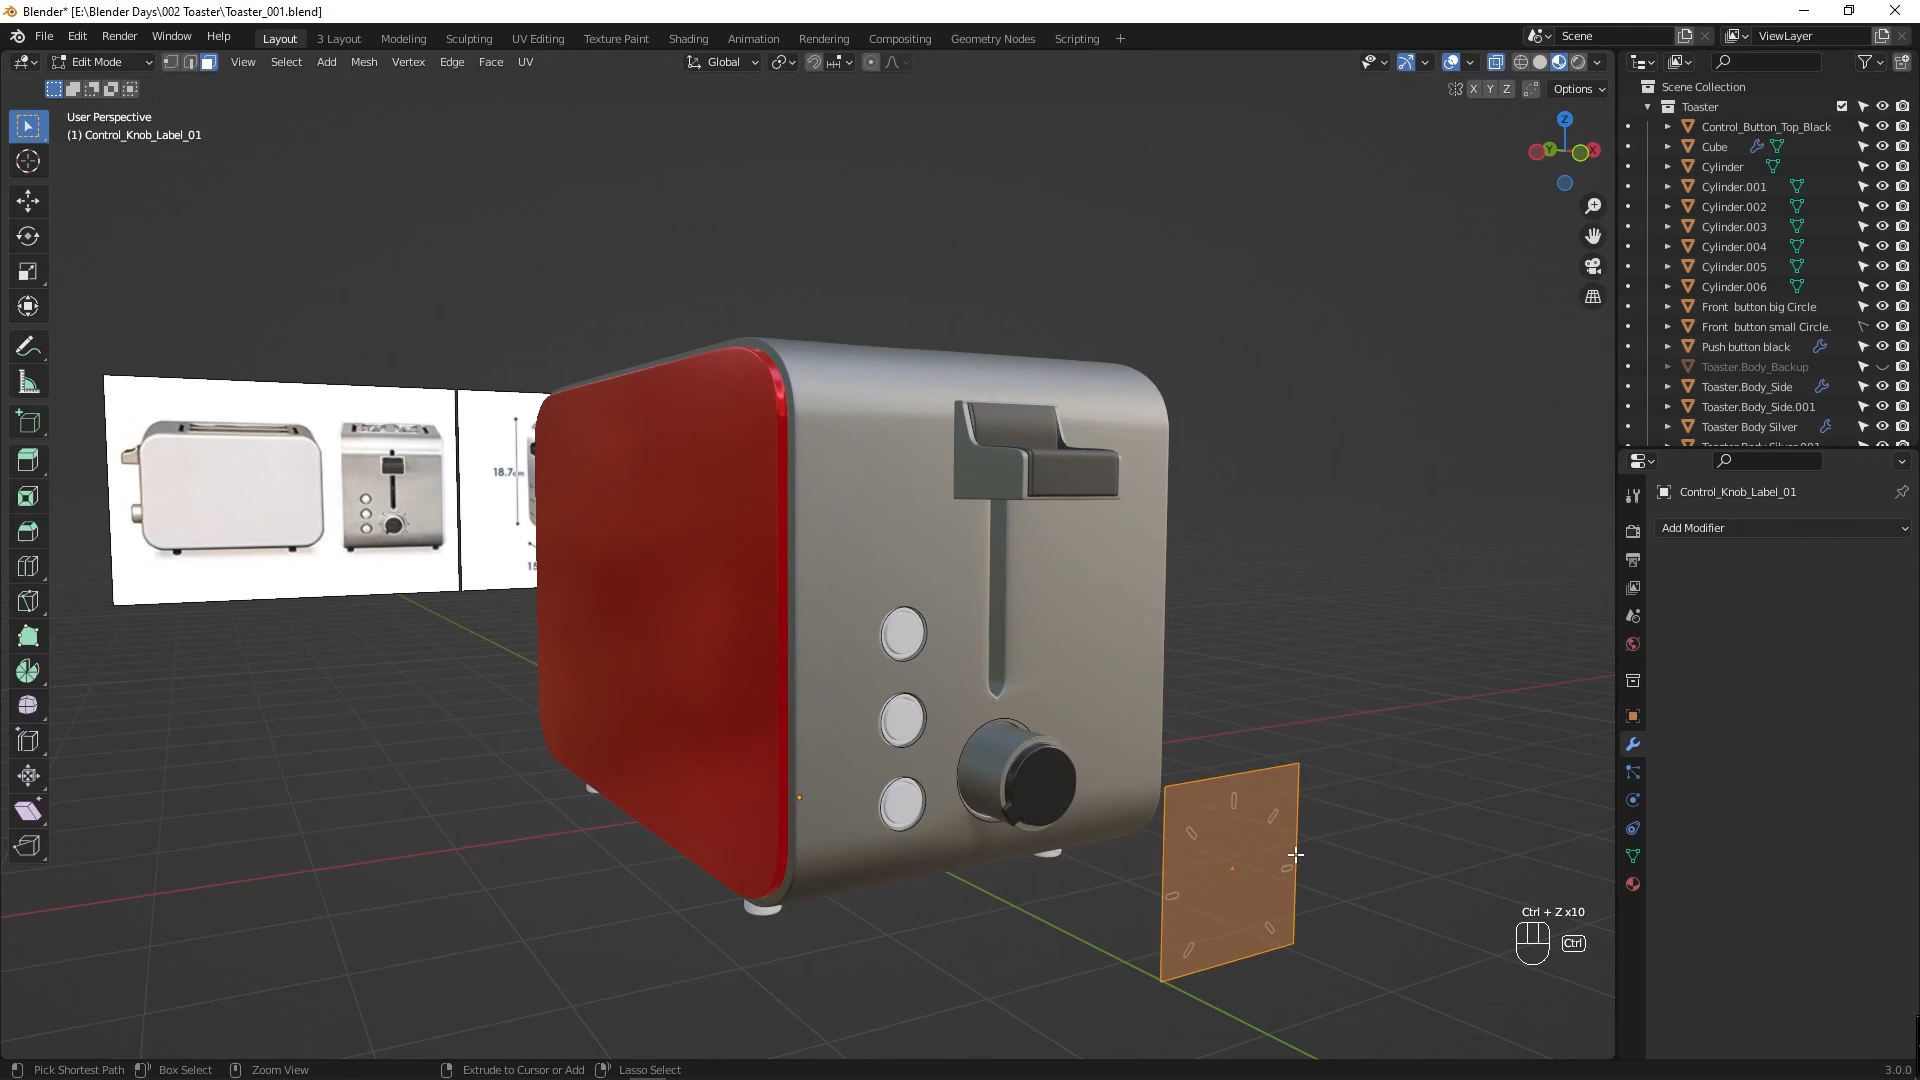 Blender* [E:\Blender Days\002 Toaster\Toaster_001.blend]
File Edit Render Window Help
Layout 3 Layout Modeling Sculpting UV Editing Texture Paint Shading Animation Rendering Compositing Geometry Nodes Scripting +
Scene
ViewLayer
Edit Mode View Select Add Mesh Vertex Edge Face UV
Global
X Y Z Options
User Perspective
(1) Control_Knob_Label_01
Z
Y
X
18.7cm
15
Ctrl + Z x10
Ctrl
Scene Collection
Toaster
Control_Button_Top_Black
Cube
Cylinder
Cylinder.001
Cylinder.002
Cylinder.003
Cylinder.004
Cylinder.005
Cylinder.006
Front button big Circle
Front button small Circle.
Push button black
Toaster.Body_Backup
Toaster.Body_Side
Toaster.Body_Side.001
Toaster Body Silver
Toaster Body Silver.001
Control_Knob_Label_01
Add Modifier
Pick Shortest Path Box Select Zoom View Extrude to Cursor or Add Lasso Select
3.0.0